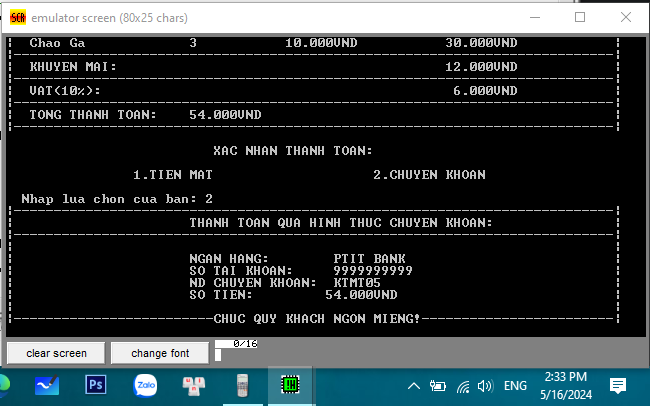 emulator screen (80x25 chars)
Chao Ga 3 10.000VND 30.000VND
KHUYEN MAI: 12.000VND
VAT(10%): 6.000VND
TONG THANH TOAN: 54.000VND
XAC NHAN THANH TOAN:
1.TIEN MAT 2.CHUYEN KHOAN
Nhap lua chon cua ban: 2
THANH TOAN QUA HINH THUC CHUYEN KHOAN:
NGAN HANG: PTIT BANK
SO TAI KHOAN: 9999999999
ND CHUYEN KHOAN: KTMT05
SO TIEN: 54.000VND
CHUC QUY KHACH NGON MIENG!
clear screen change font 0/16
Ps Zalo ENG 2:33 PM
5/16/2024